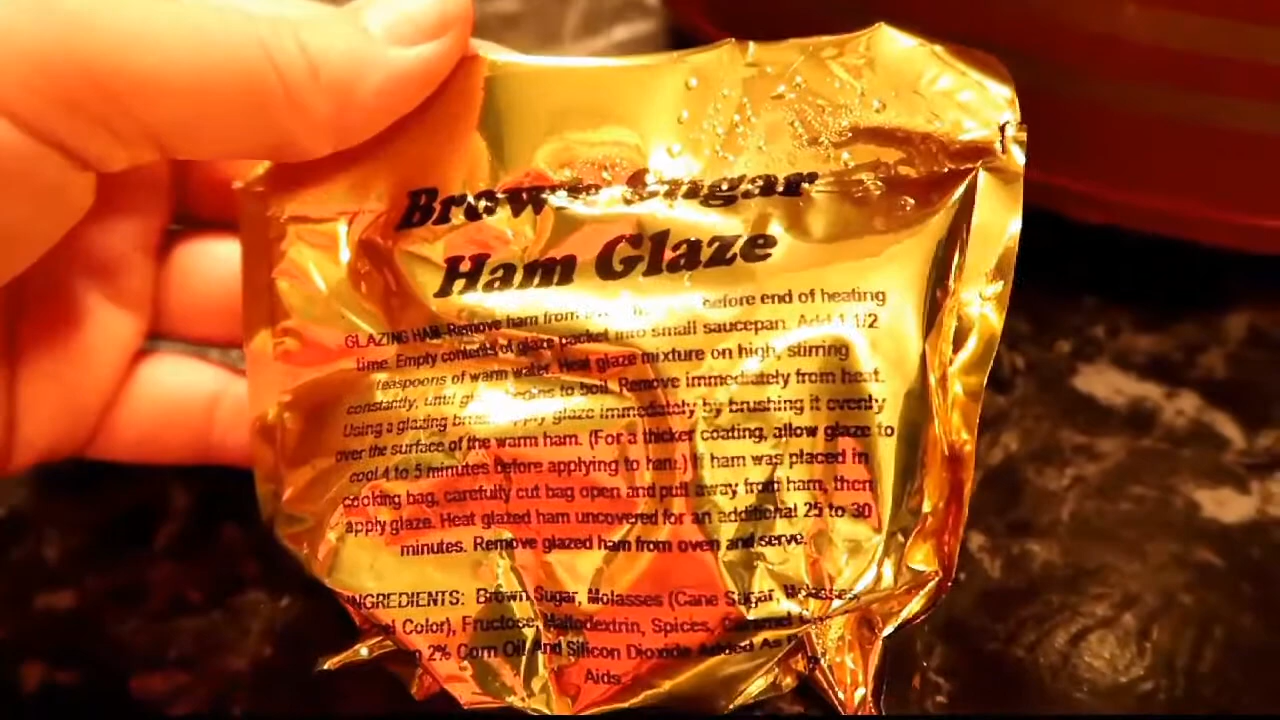 Brown Sugar
Ham Glaze
GLAZING HAM: Remove ham from before end of heating
time. Empty contents of glaze packet into small saucepan. Add 1 1/2
teaspoons of warm water. Heat glaze mixture on high, stirring
constantly, until begins to boil. Remove immediately from heat.
Using a glazing brush, apply glaze immediately by brushing it evenly
over the surface of the warm ham. (For a thicker coating, allow glaze to
cool 4 to 5 minutes before applying to ham.) If ham was placed in
cooking bag, carefully cut bag open and pull away from ham, then
apply glaze. Heat glazed ham uncovered for an additional 25 to 30
minutes. Remove glazed ham from oven and serve.
INGREDIENTS: Brown Sugar, Molasses (Cane Sugar, Molasses,
Color), Fructose, Maltodextrin, Spices, Caramel
2% Corn Oil And Silicon Dioxide Added As
Aids.